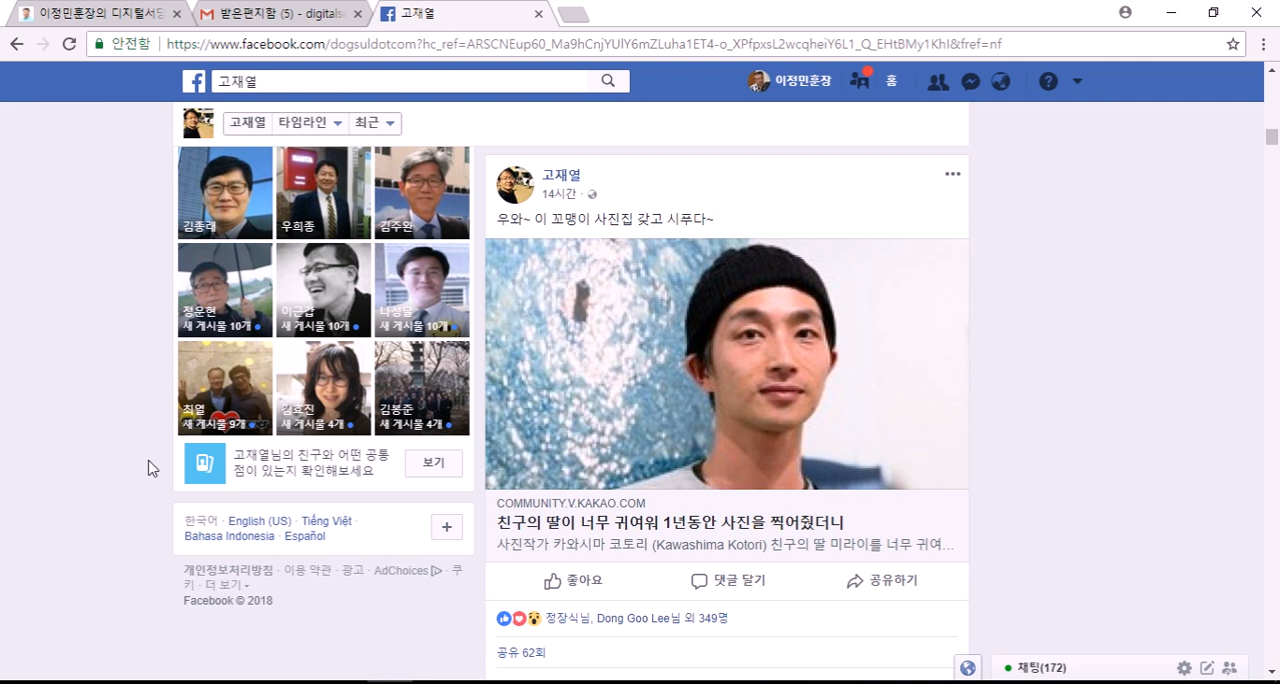 이정민훈장의 디지털서당
받은편지함 (5) - digitalse
고재열
안전함
https://www.facebook.com/dogsuldotcom?hc_ref=ARSCNEup60_Ma9hCnjYUlY6mZLuha1ET4-o_XPfpxsL2wcqheiY6L1_Q_EHtBMy1KhI&fref=nf
고재열
이정민훈장
홈
고재열 타임라인 최근
김종래 우희종 김주완
정운현
새 게시물 10개 새 게시물 10개 새 게시물 10개
최열 김효진 김봉준
새 게시물 9개 새 게시물 4개 새 게시물 4개
고재열님의 친구와 어떤 공통
점이 있는지 확인해보세요
보기
한국어 · English (US) · Tiếng Việt ·
Bahasa Indonesia · Español
개인정보처리방침 · 이용 약관 · 광고 · AdChoices · 쿠
키 · 더 보기
Facebook © 2018
고재열
14시간 ·
우와~ 이 꼬맹이 사진집 갖고 시푸다~
COMMUNITY.V.KAKAO.COM
친구의 딸이 너무 귀여워 1년동안 사진을 찍어줬더니
사진작가 카와시마 코토리 (Kawashima Kotori) 친구의 딸 미라이를 너무 귀여...
좋아요 댓글 달기 공유하기
정장식님, Dong Goo Lee님 외 349명
공유 62회
채팅(172)